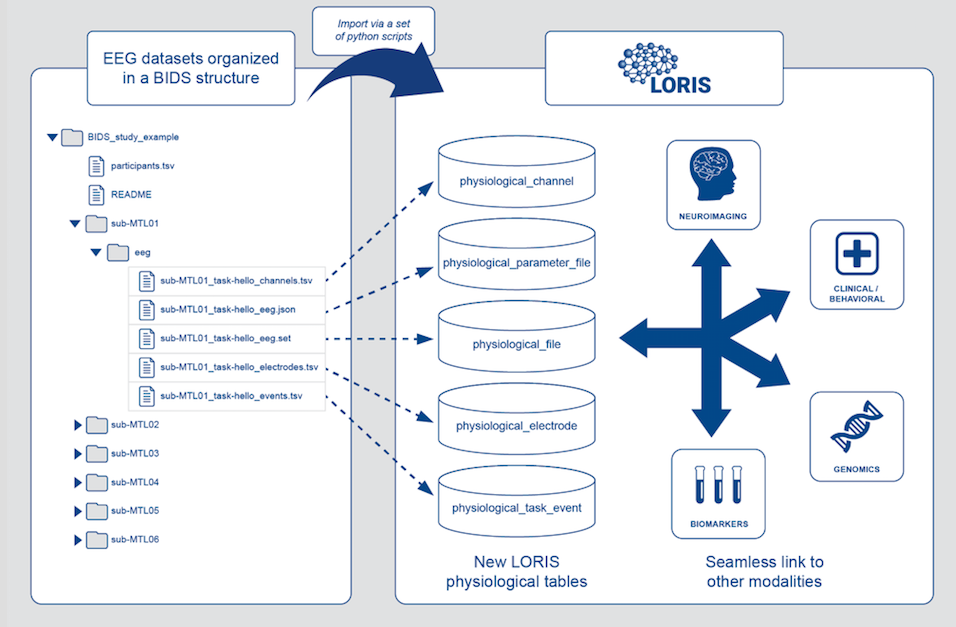 Import via a set
of python scripts
EEG datasets organized
in a BIDS structure
LORIS
BIDS_study_example
participants.tsv
README
sub-MTL01
eeg
sub-MTL01_task-hello_channels.tsv
sub-MTL01_task-hello_eeg.json
sub-MTL01_task-hello_eeg.set
sub-MTL01_task-hello_electrodes.tsv
sub-MTL01_task-hello_events.tsv
sub-MTL02
sub-MTL03
sub-MTL04
sub-MTL05
sub-MTL06
physiological_channel
physiological_parameter_file
physiological_file
physiological_electrode
physiological_task_event
New LORIS
physiological tables
NEUROIMAGING
CLINICAL /
BEHAVIORAL
GENOMICS
BIOMARKERS
Seamless link to
other modalities